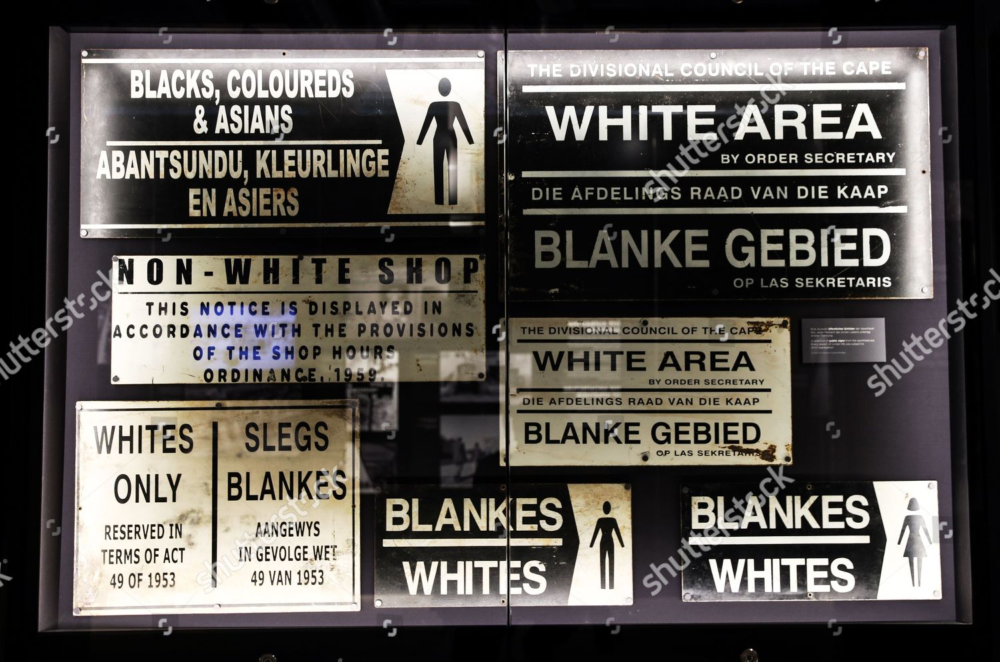 BLACKS, COLOUREDS
& ASIANS
ABANTSUNDU, KLEURLINGE
EN ASIERS
THE DIVISIONAL COUNCIL OF THE CAPE
WHITE AREA
BY ORDER SECRETARY
DIE AFDELINGS RAAD VAN DIE KAAP
BLANKE GEBIED
OP LAS SEKRETARIS
NON-WHITE SHOP
THIS NOTICE IS DISPLAYED IN
ACCORDANCE WITH THE PROVISIONS
OF THE SHOP HOURS
ORDINANCE, 1959.
THE DIVISIONAL COUNCIL OF THE CAPE
WHITE AREA
BY ORDER SECRETARY
DIE AFDELINGS RAAD VAN DIE KAAP
BLANKE GEBIED
OP LAS SEKRETARIS
WHITES
ONLY
RESERVED IN
TERMS OF ACT
49 OF 1953
SLEGS
BLANKES
AANGEWYS
IN GEVOLGE WET
49 VAN 1953
BLANKES
WHITES
BLANKES
WHITES
shutterstock
shutterstock
shutterstock
shutterstock
shutterstock
shutterstock